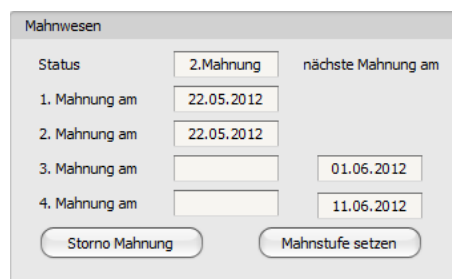 Mahnwesen
Status 2.Mahnung nächste Mahnung am
1. Mahnung am 22.05.2012
2. Mahnung am 22.05.2012
3. Mahnung am 01.06.2012
4. Mahnung am 11.06.2012
Storno Mahnung Mahnstufe setzen